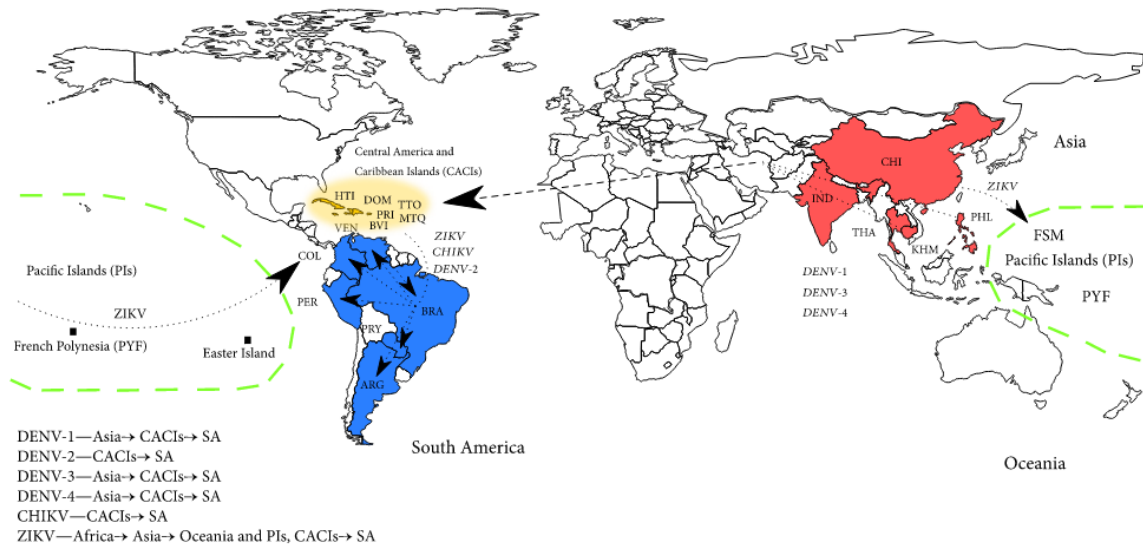 Central America and
Caribbean Islands (CACIs)
HTI
DOM
TTO
PRI
MTQ
BVI
VEN
ZIKV
CHIKV
DENV-2
COL
Pacific Islands (PIs)
ZIKV
PER
BRA
French Polynesia (PYF)
Easter Island
PRY
ARG
South America
Asia
CHI
IND
ZIKV
PHL
THA
KHM
FSM
Pacific Islands (PIs)
PYF
DENV-1
DENV-3
DENV-4
Oceania
DENV-1—Asia→ CACIs→ SA
DENV-2—CACIs→ SA
DENV-3—Asia→ CACIs→ SA
DENV-4—Asia→ CACIs→ SA
CHIKV—CACIs→ SA
ZIKV—Africa→ Asia→ Oceania and PIs, CACIs→ SA